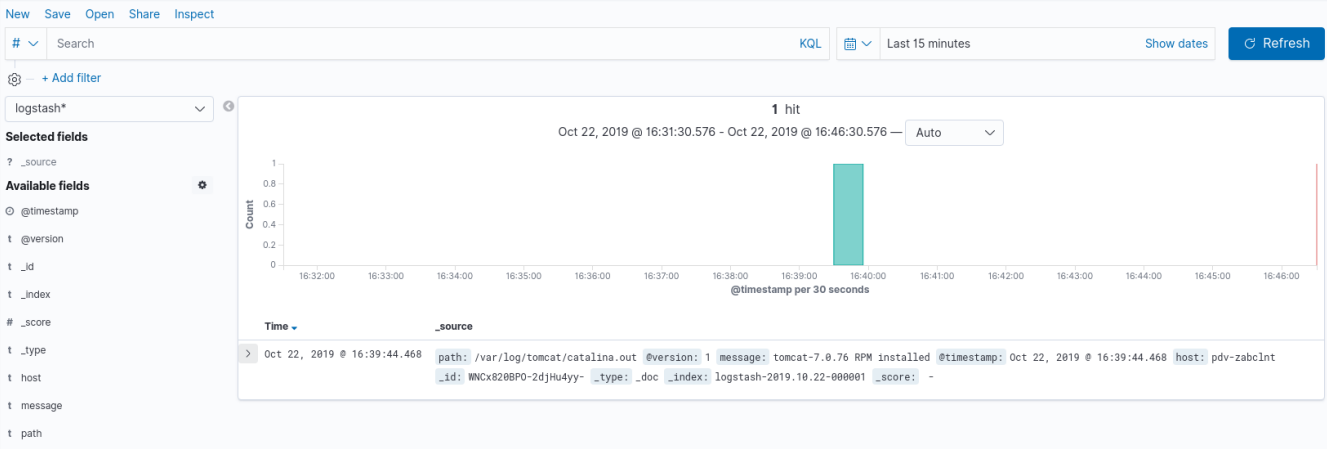 New Save Open Share Inspect
# Search KQL Last 15 minutes Show dates Refresh
+ Add filter
logstash*
1 hit
Selected fields
Oct 22, 2019 @ 16:31:30.576 - Oct 22, 2019 @ 16:46:30.576 — Auto
? _source
Available fields
t @timestamp
t @version
t _id
t _index
# _score
t _type
t host
t message
t path
Count
1
0.8
0.6
0.4
0.2
0
16:32:00 16:33:00 16:34:00 16:35:00 16:36:00 16:37:00 16:38:00 16:39:00 16:40:00 16:41:00 16:42:00 16:43:00 16:44:00 16:45:00 16:46:00
@timestamp per 30 seconds
Time _source
Oct 22, 2019 @ 16:39:44.468 path: /var/log/tomcat/catalina.out @version: 1 message: tomcat-7.0.76 RPM installed @timestamp: Oct 22, 2019 @ 16:39:44.468 host: pdv-zabclnt
_id: WNCx820BPO-2djHu4yy- _type: _doc _index: logstash-2019.10.22-000001 _score: -